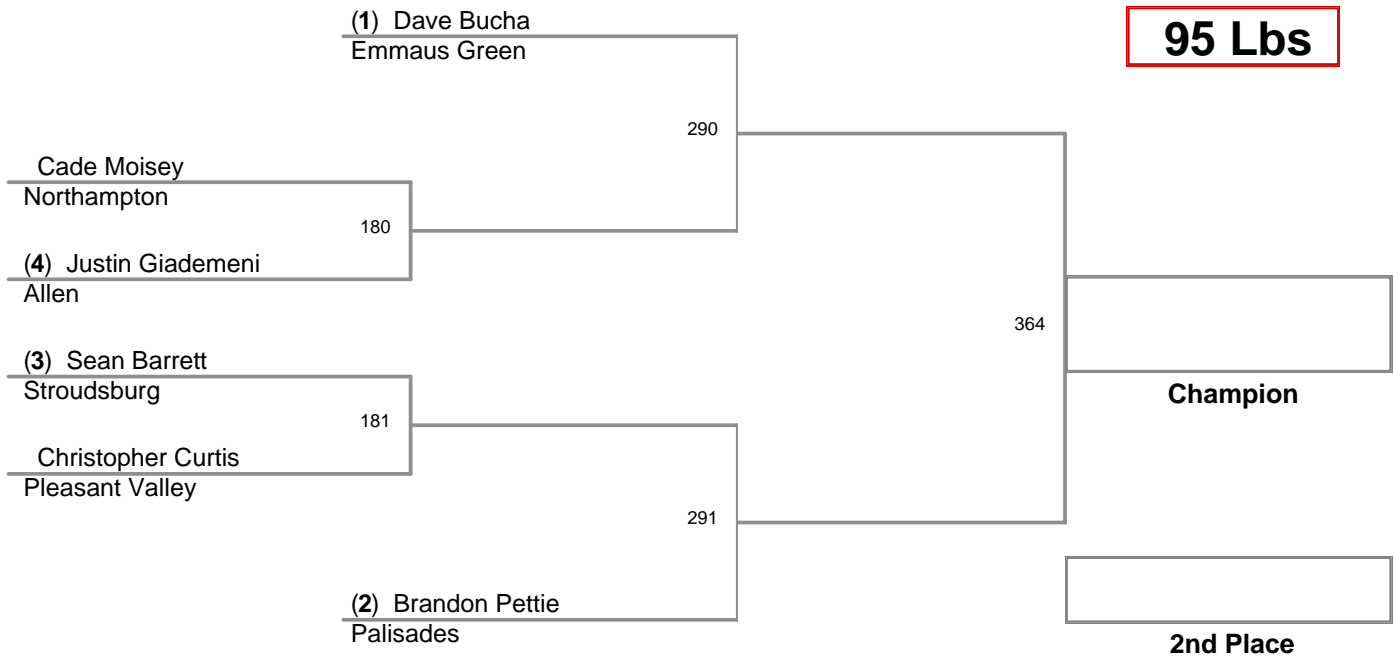 (1) Dave Bucha
Emmaus Green
95 Lbs
290
Cade Moisey
Northampton
180
(4) Justin Giademeni
Allen
364
(3) Sean Barrett
Stroudsburg
Champion
181
Christopher Curtis
Pleasant Valley
291
(2) Brandon Pettie
Palisades
2nd Place